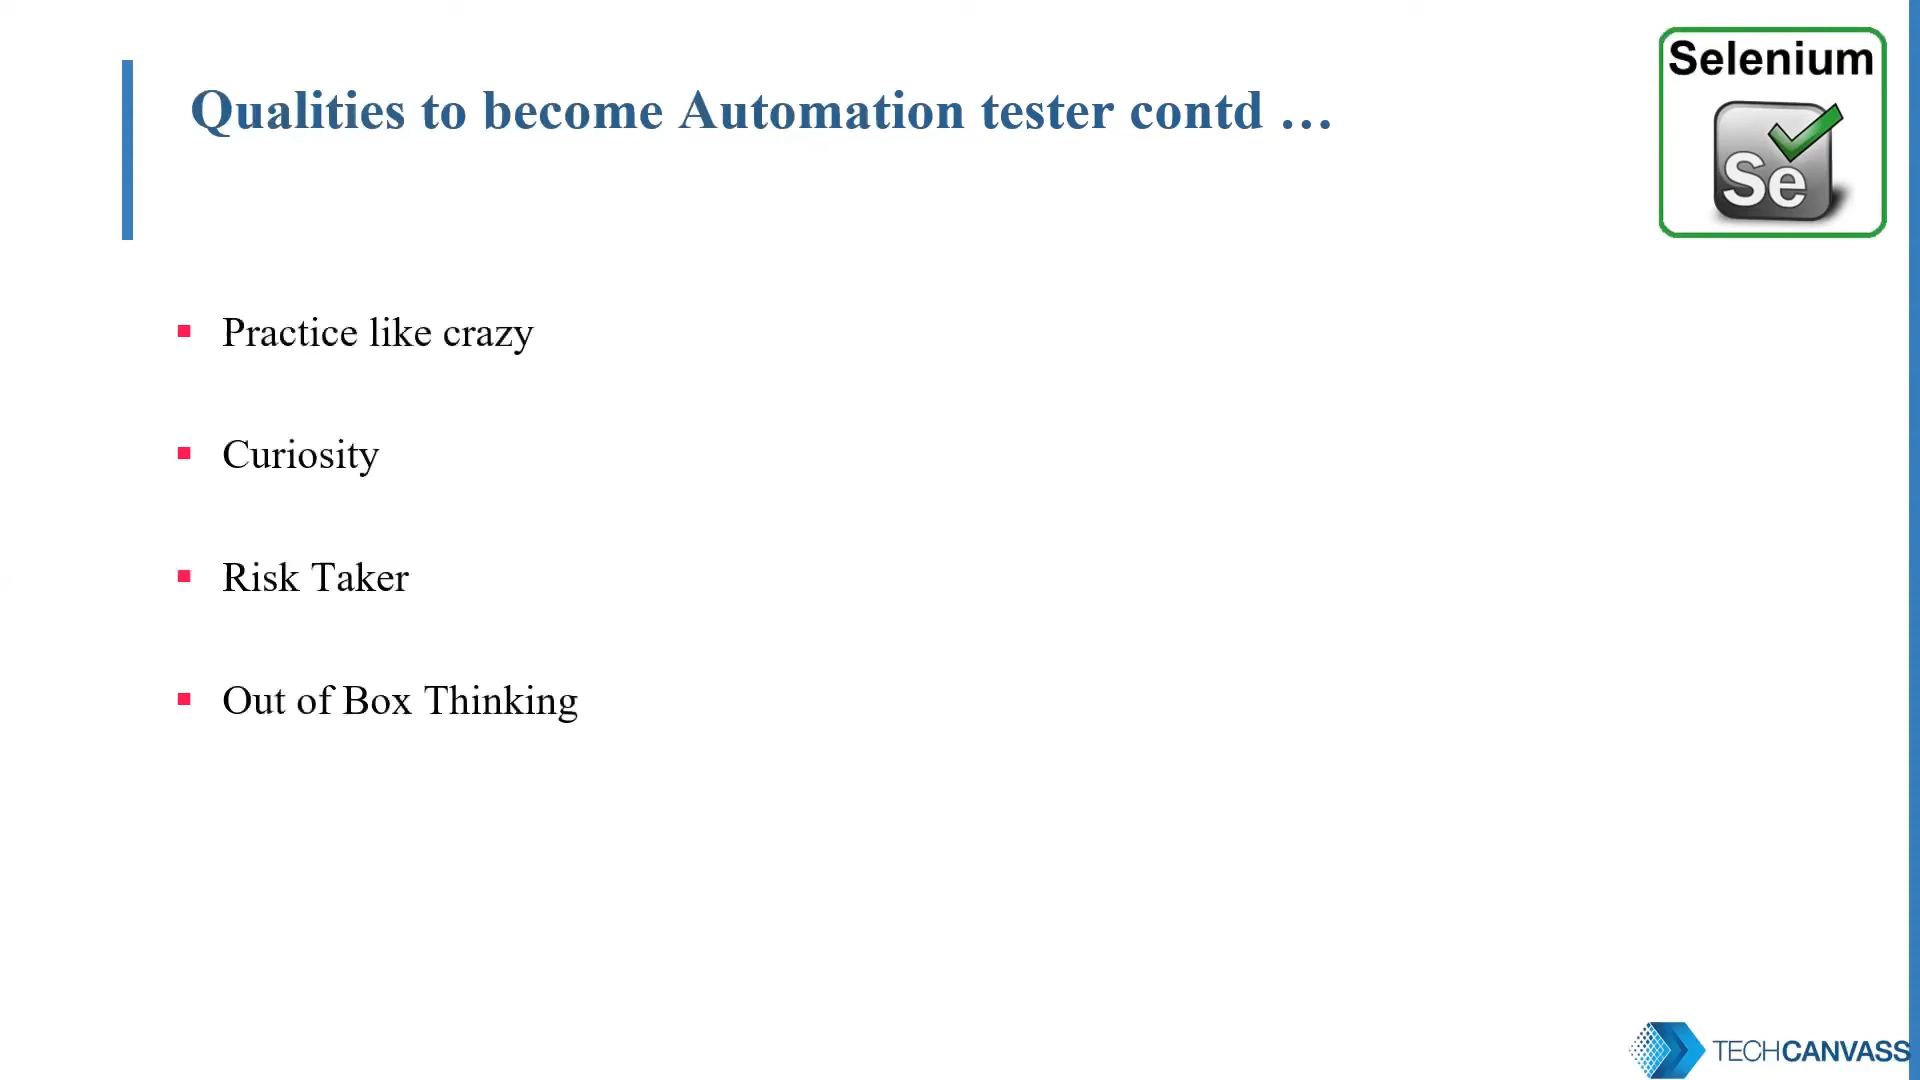 Selenium
Se
Qualities to become Automation tester contd …
Practice like crazy
Curiosity
Risk Taker
Out of Box Thinking
TECHCANVASS